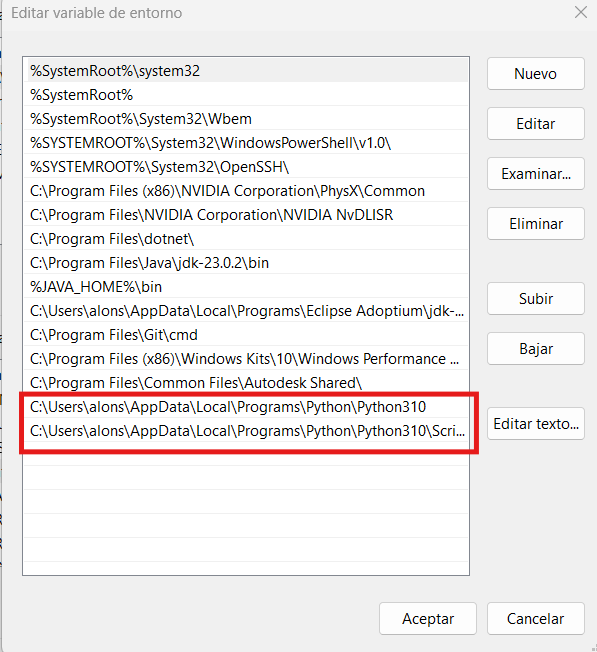 Editar variable de entorno
%SystemRoot%\system32
%SystemRoot%
%SystemRoot%\System32\Wbem
%SYSTEMROOT%\System32\WindowsPowerShell\v1.0\
%SYSTEMROOT%\System32\OpenSSH\
C:\Program Files (x86)\NVIDIA Corporation\PhysX\Common
C:\Program Files\NVIDIA Corporation\NVIDIA NvDLISR
C:\Program Files\dotnet\
C:\Program Files\Java\jdk-23.0.2\bin
%JAVA_HOME%\bin
C:\Users\alons\AppData\Local\Programs\Eclipse Adoptium\jdk-...
C:\Program Files\Git\cmd
C:\Program Files (x86)\Windows Kits\10\Windows Performance ...
C:\Program Files\Common Files\Autodesk Shared\
C:\Users\alons\AppData\Local\Programs\Python\Python310
C:\Users\alons\AppData\Local\Programs\Python\Python310\Scri...
Nuevo
Editar
Examinar...
Eliminar
Subir
Bajar
Editar texto...
Aceptar
Cancelar